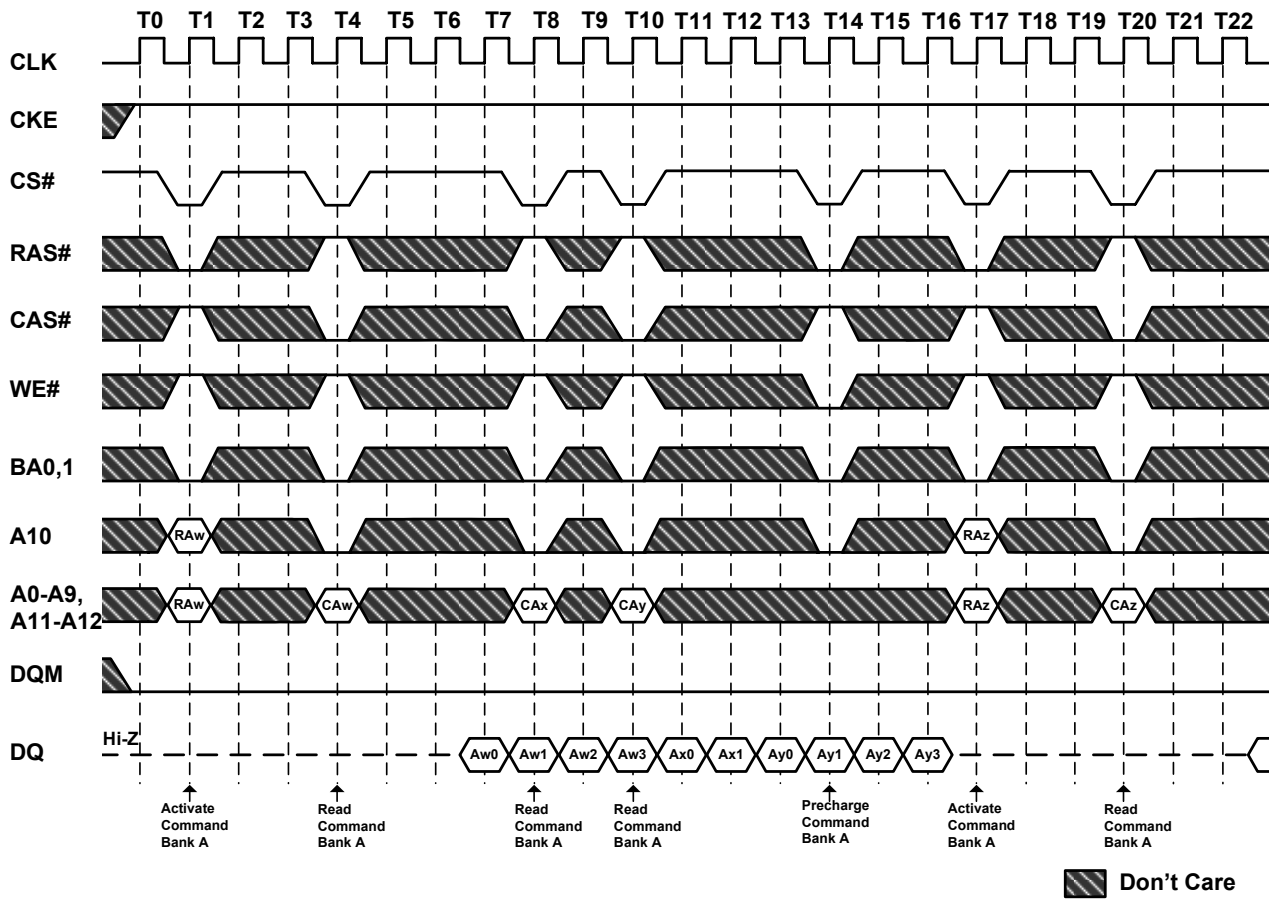 T0 T1 T2 T3 T4 T5 T6 T7 T8 T9 T10 T11 T12 T13 T14 T15 T16 T17 T18 T19 T20 T21 T22
CLK
CKE
CS#
RAS#
CAS#
WE#
BA0,1
A10 RAw RAz
A0-A9,
A11-A12 RAw CAw CAx CAy RAz CAz
DQM
DQ Hi-Z Aw0 Aw1 Aw2 Aw3 Ax0 Ax1 Ay0 Ay1 Ay2 Ay3
Activate
Command
Bank A
Read
Command
Bank A
Read
Command
Bank A
Read
Command
Bank A
Precharge
Command
Bank A
Activate
Command
Bank A
Read
Command
Bank A
Don't Care